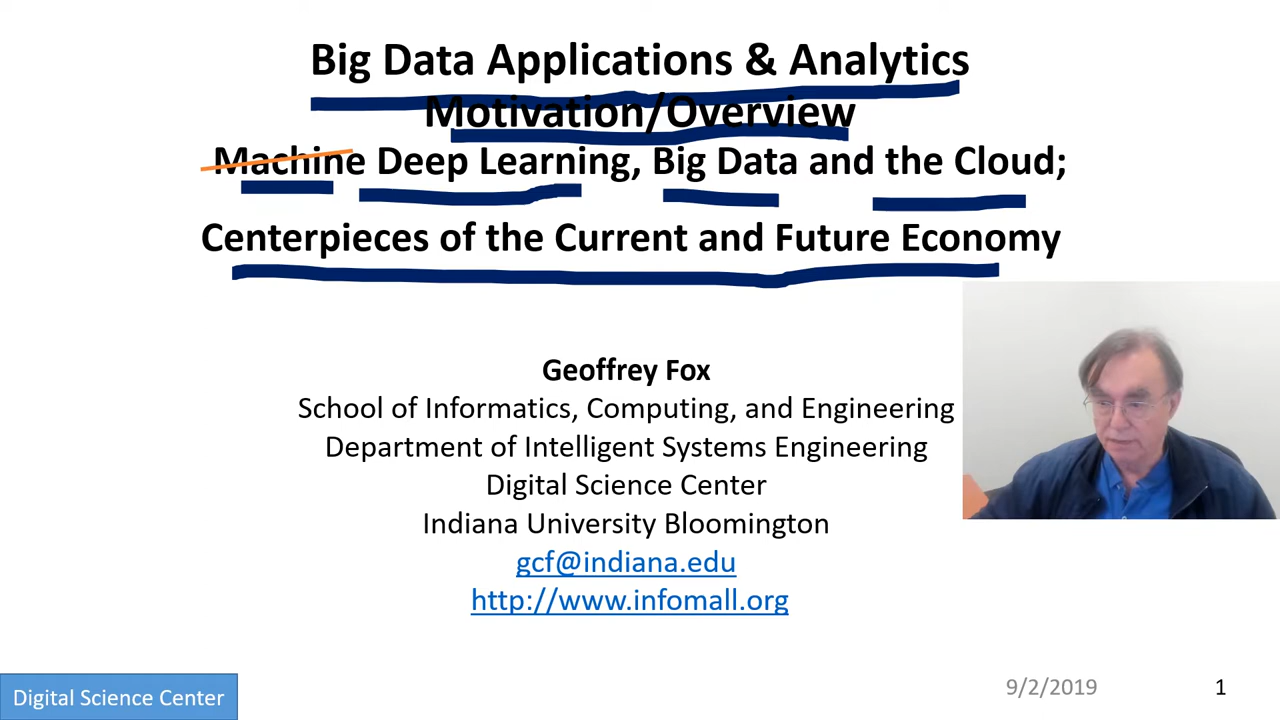 Big Data Applications & Analytics
Motivation/Overview
Machine Deep Learning, Big Data and the Cloud;
Centerpieces of the Current and Future Economy
Geoffrey Fox
School of Informatics, Computing, and Engineering
Department of Intelligent Systems Engineering
Digital Science Center
Indiana University Bloomington
gcf@indiana.edu
http://www.infomall.org
Digital Science Center
9/2/2019
1